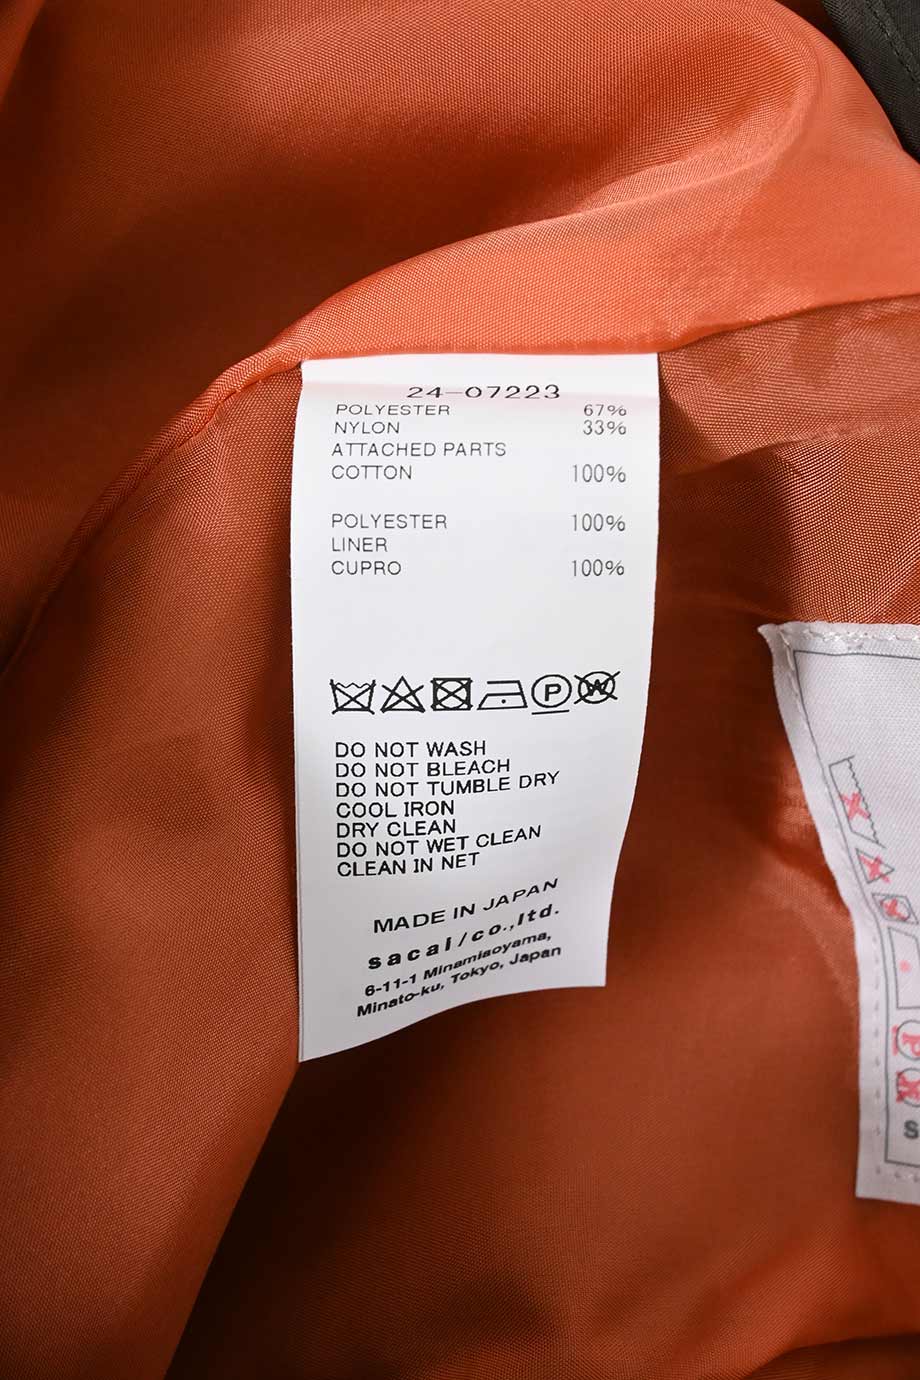 24-07223
POLYESTER 67%
NYLON 33%
ATTACHED PARTS
COTTON 100%
POLYESTER 100%
LINER
CUPRO 100%
P W
DO NOT WASH
DO NOT BLEACH
DO NOT TUMBLE DRY
COOL IRON
DRY CLEAN
DO NOT WET CLEAN
CLEAN IN NET
MADE IN JAPAN
sacai/co.,ltd.
6-11-1 Minamiaoyama,
Minato-ku, Tokyo, Japan
P